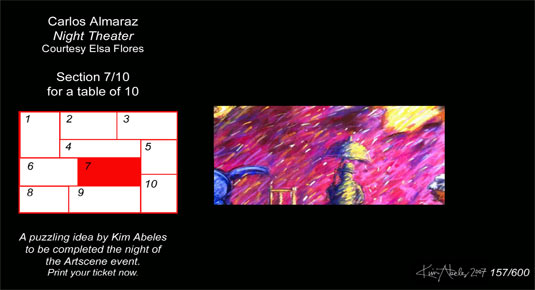 Carlos Almaraz
Night Theater
Courtesy Elsa Flores
Section 7/10
for a table of 10
1
2
3
4
5
6
7
8
9
10
A puzzling idea by Kim Abeles
to be completed the night of
the Artscene event.
Print your ticket now.
Kim Abeles 2007 157/600